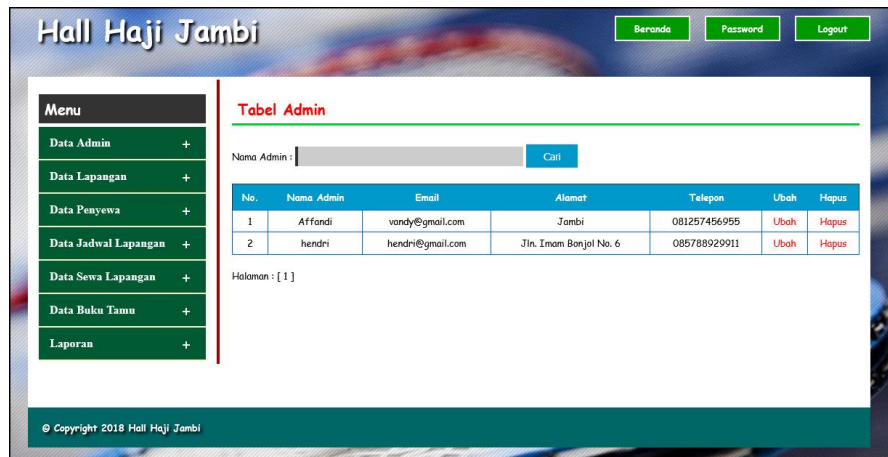 Hall Haji Jambi
Beranda Password Logout
Menu
Data Admin +
Data Lapangan +
Data Penyewa +
Data Jadwal Lapangan +
Data Sewa Lapangan +
Data Buku Tamu +
Laporan +
Tabel Admin
Nama Admin : Cari
No. Nama Admin Email Alamat Telepon Ubah Hapus
1 Affandi vandy@gmail.com Jambi 081257456955 Ubah Hapus
2 hendri hendri@gmail.com Jln. Imam Bonjol No. 6 085788929911 Ubah Hapus
Halaman : [ 1 ]
@ Copyright 2018 Hall Haji Jambi